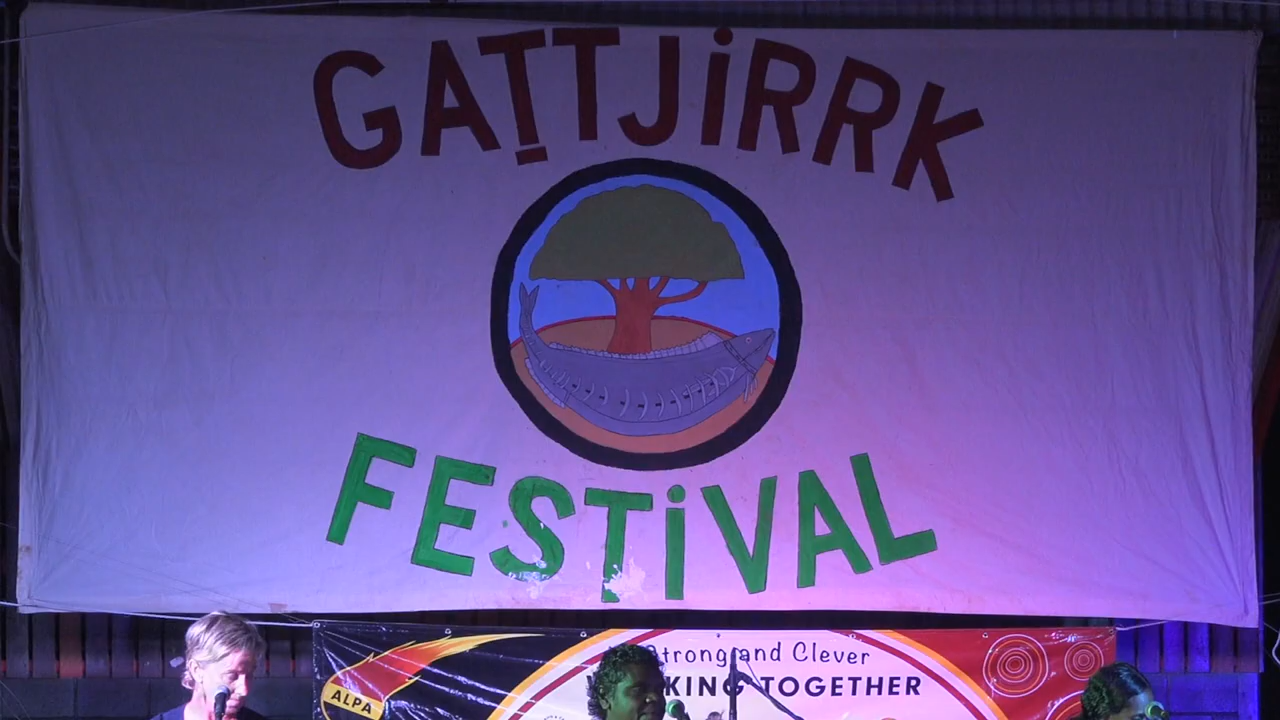 GAṮTJiRRK
FESTiVAL
ALPA
Strong and Clever
TOGETHER